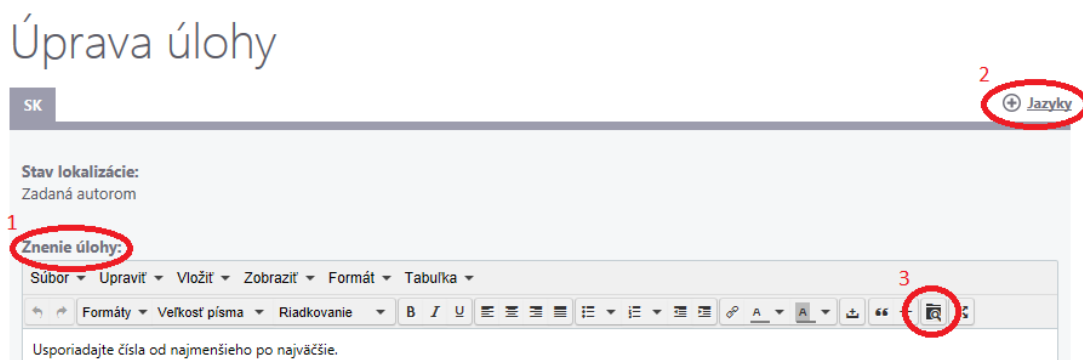 Úprava úlohy
2
SK
Jazyky
Stav lokalizácie:
Zadaná autorom
1
Znenie úlohy:
Súbor Upraviť Vložiť Zobraziť Formát Tabuľka
3
Formáty Veľkosť písma Riadkovanie B I U A A
Usporiadajte čísla od najmenšieho po najväčšie.